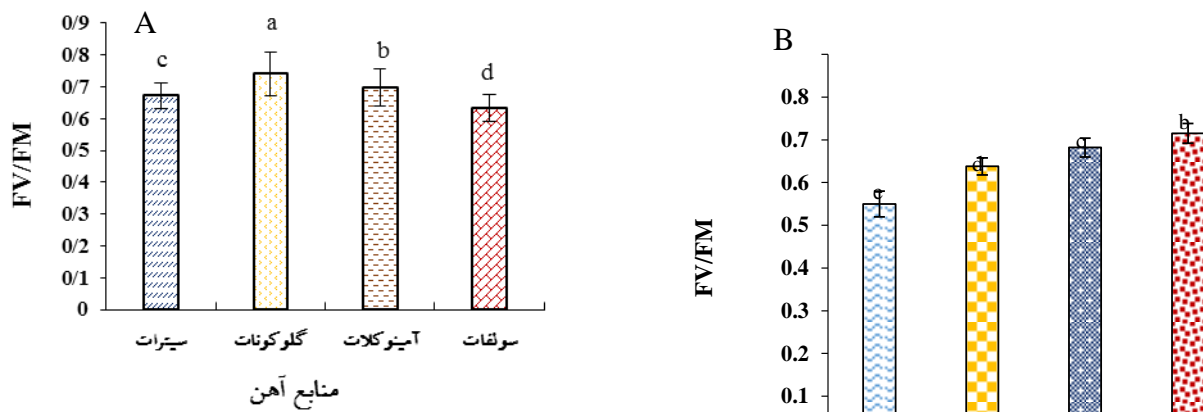 A
FV/FM
0/9
0/8
0/7
0/6
0/5
0/4
0/3
0/2
0/1
0
c
a
b
d
سیترات
گلوکونات
آمینوکلات
سولفات
منابع آهن
B
FV/FM
0.8
0.7
0.6
0.5
0.4
0.3
0.2
0.1
e
d
c
b